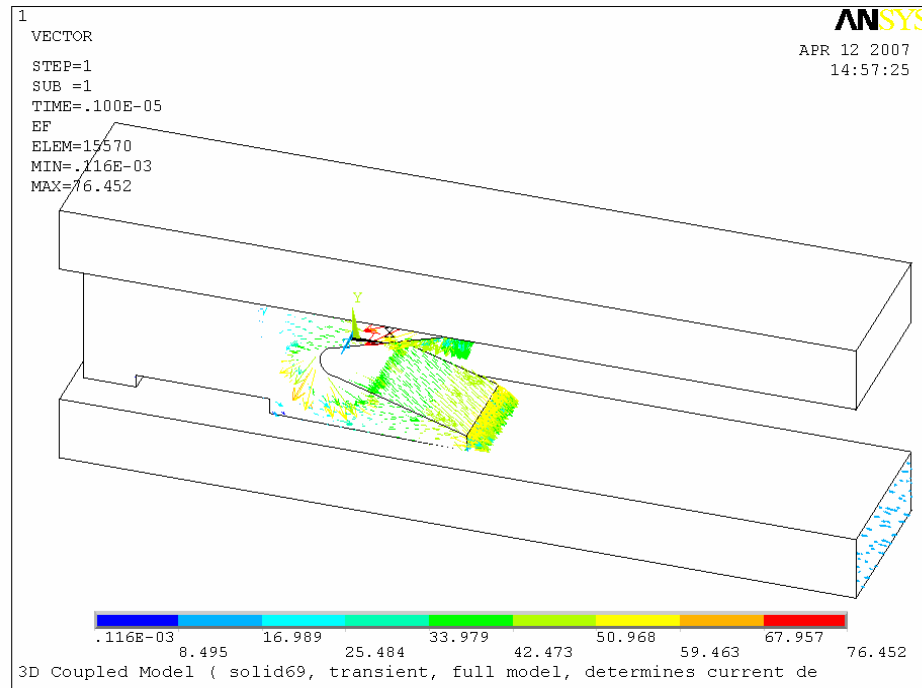 1
VECTOR
STEP=1
SUB =1
TIME=.100E-05
EF
ELEM=15570
MIN=.116E-03
MAX=76.452
ANSYS
APR 12 2007
14:57:25
Y
.116E-03 16.989 33.979 50.968 67.957
8.495 25.484 42.473 59.463 76.452
3D Coupled Model ( solid69, transient, full model, determines current de